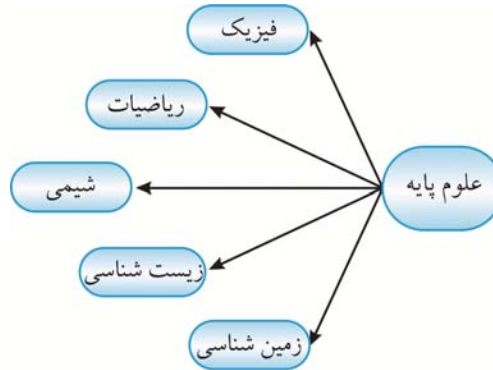 علوم پایه
فیزیک
ریاضیات
شیمی
زیست شناسی
زمین شناسی